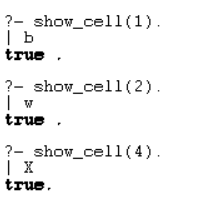 ?- show_cell(1).
| b
true .
?- show_cell(2).
| w
true .
?- show_cell(4).
| X
true.